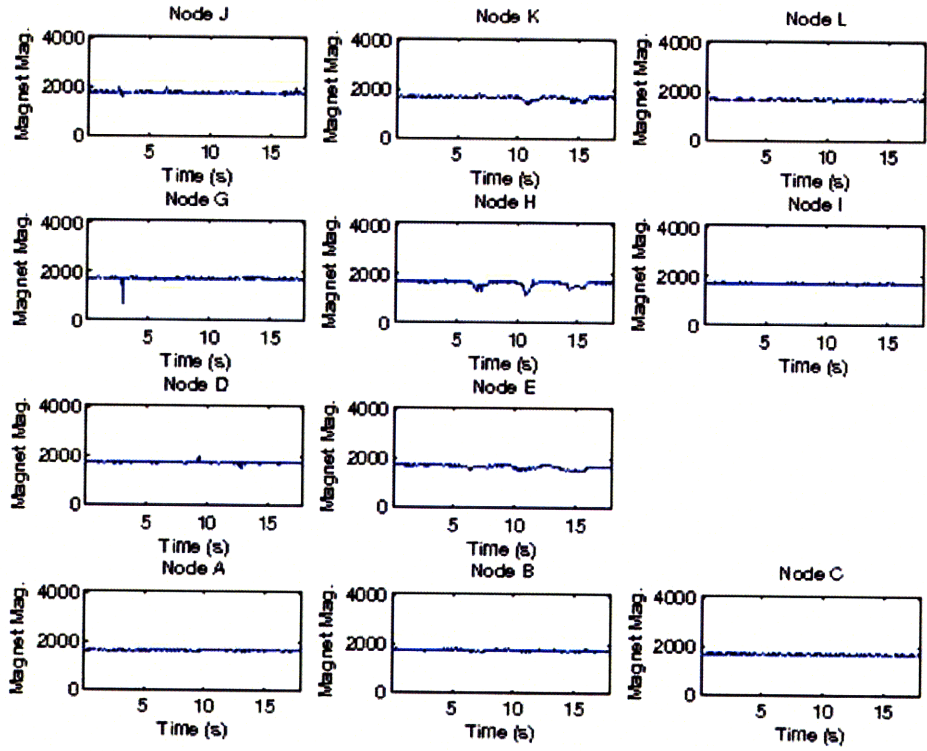 Node J
Node K
Node L
Magnet Mag.
4000
2000
0
5
10
15
Time (s)
Magnet Mag.
4000
2000
0
5
10
15
Time (s)
Magnet Mag.
4000
2000
0
5
10
15
Time (s)
Node G
Node H
Node I
Magnet Mag.
4000
2000
0
5
10
15
Time (s)
Magnet Mag.
4000
2000
0
5
10
15
Time (s)
Magnet Mag.
4000
2000
0
5
10
15
Time (s)
Node D
Node E
Magnet Mag.
4000
2000
0
5
10
15
Time (s)
Magnet Mag.
4000
2000
0
5
10
15
Time (s)
Node A
Node B
Node C
Magnet Mag.
4000
2000
0
5
10
15
Time (s)
Magnet Mag.
4000
2000
0
5
10
15
Time (s)
Magnet Mag.
4000
2000
0
5
10
15
Time (s)